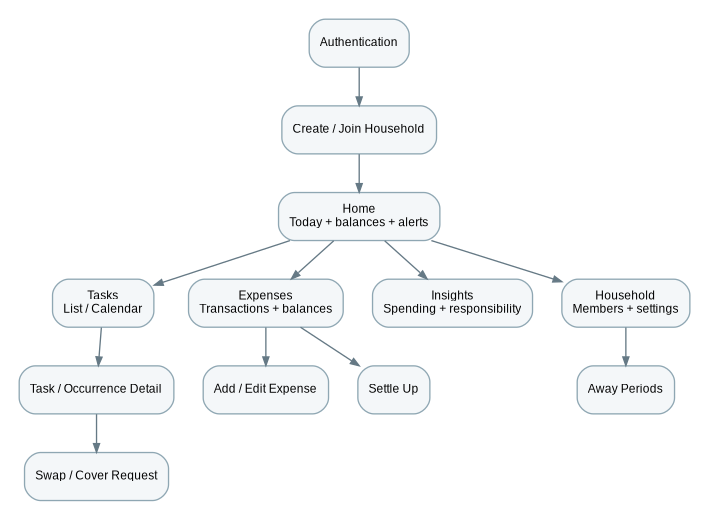 Authentication
Create / Join Household
Home
Today + balances + alerts
Tasks
List / Calendar
Expenses
Transactions + balances
Insights
Spending + responsibility
Household
Members + settings
Task / Occurrence Detail
Add / Edit Expense
Settle Up
Away Periods
Swap / Cover Request